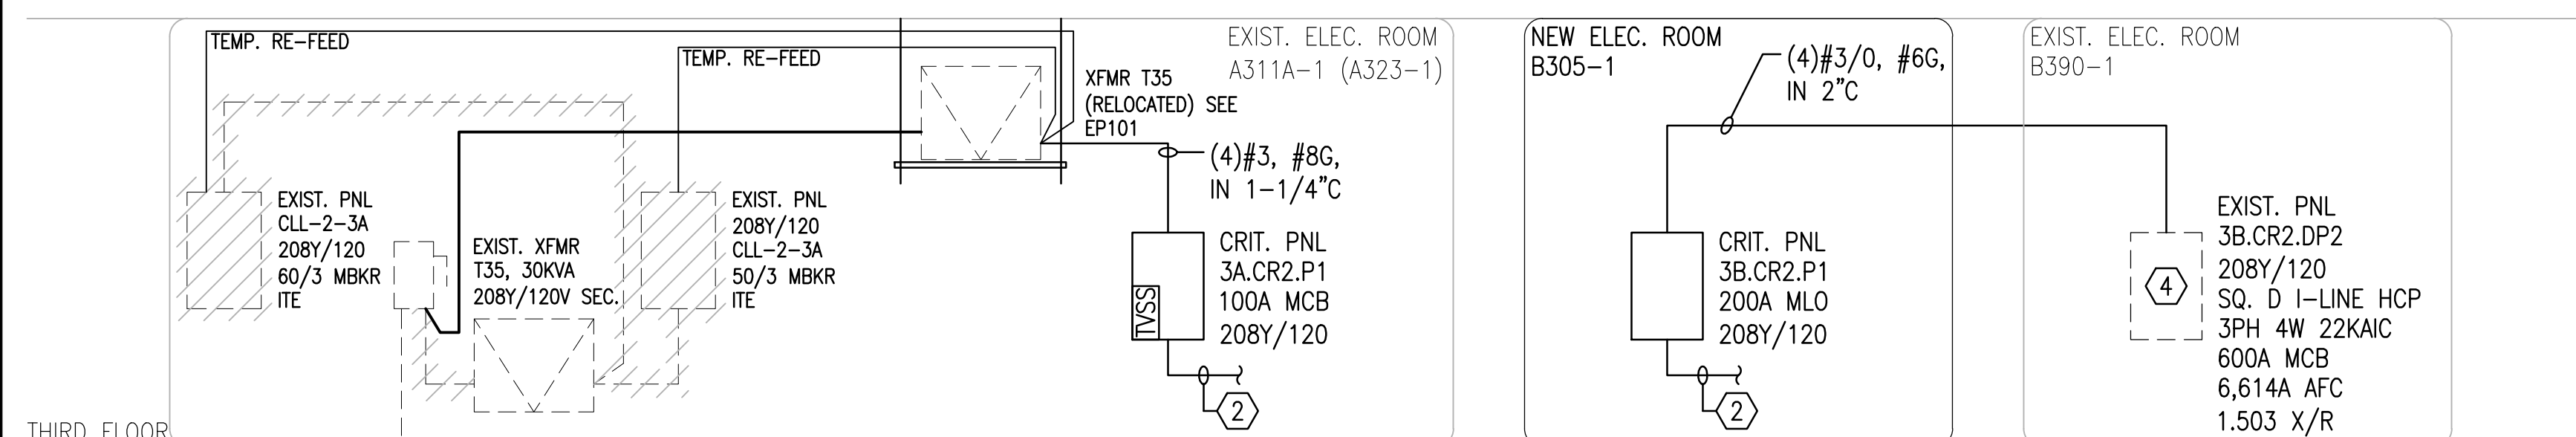 TEMP. RE-FEED
TEMP. RE-FEED
EXIST. PNL
CLL-2-3A
208Y/120
60/3 MBKR
ITE
EXIST. XFMR
T35, 30KVA
208Y/120V SEC.
EXIST. PNL
208Y/120
CLL-2-3A
50/3 MBKR
ITE
XFMR T35
(RELOCATED) SEE
EP101
EXIST. ELEC. ROOM
A311A-1 (A323-1)
(4)#3, #8G,
IN 1-1/4"C
TVSS
CRIT. PNL
3A.CR2.P1
100A MCB
208Y/120
2
NEW ELEC. ROOM
B305-1
(4)#3/0, #6G,
IN 2"C
CRIT. PNL
3B.CR2.P1
200A MLO
208Y/120
2
EXIST. ELEC. ROOM
B390-1
4
EXIST. PNL
3B.CR2.DP2
208Y/120
SQ. D I-LINE HCP
3PH 4W 22KAIC
600A MCB
6,614A AFC
1.503 X/R
THIRD FLOOR